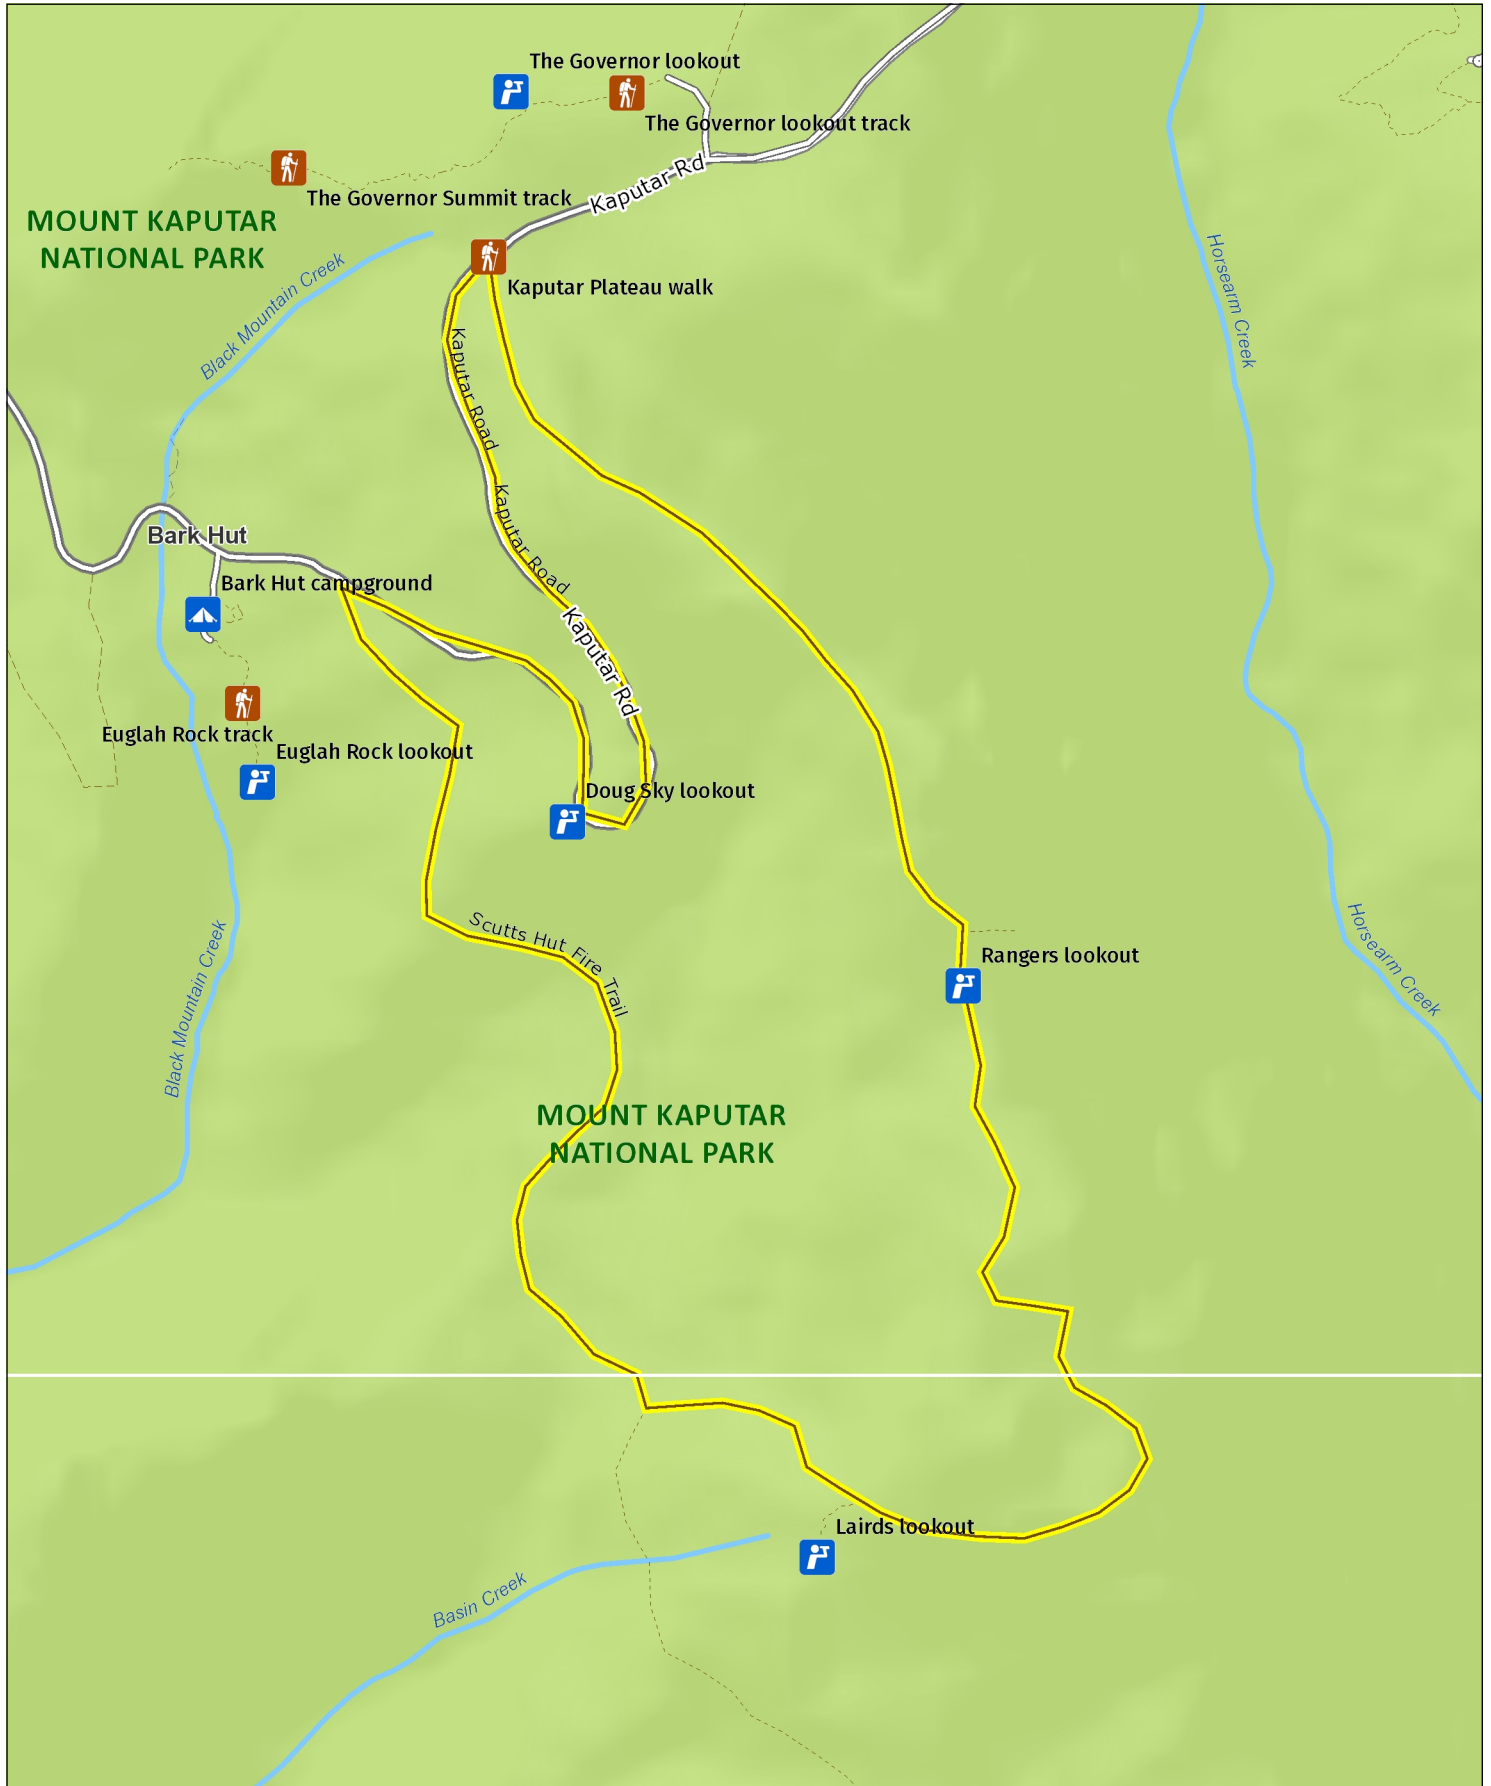 The Governor lookout
The Governor lookout track
Kaputar Rd
The Governor Summit track
MOUNT KAPUTAR
NATIONAL PARK
Black Mountain Creek
Horsearm Creek
Kaputar Plateau walk
Kaputar Road
Kaputar Road
Bark Hut
Bark Hut campground
Kaputar Rd
Euglah Rock track
Euglah Rock lookout
Doug Sky lookout
Scutts Hut Fire Trail
Black Mountain Creek
Rangers lookout
Horsearm Creek
MOUNT KAPUTAR
NATIONAL PARK
Lairds lookout
Basin Creek